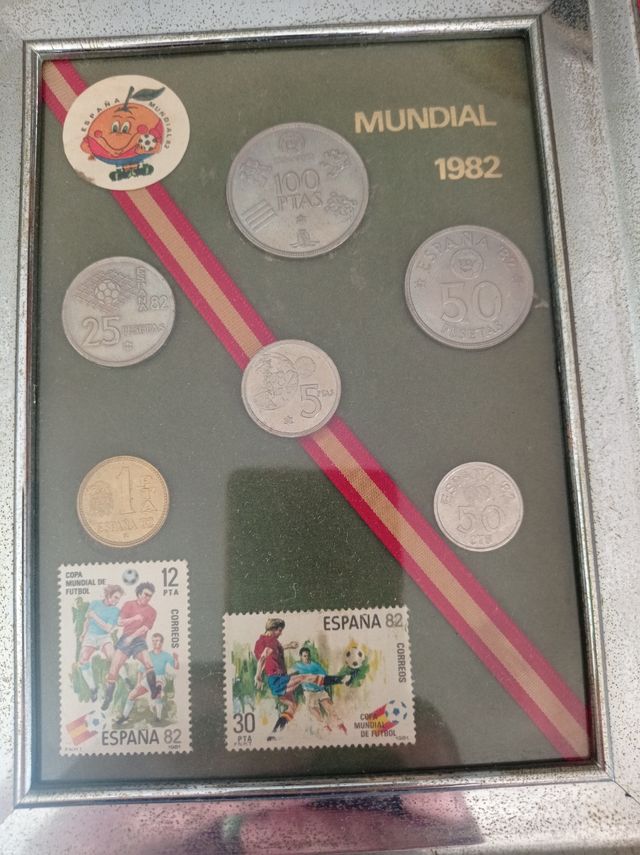 ESPAÑA MUNDIAL 82
MUNDIAL
1982
100
PTAS
ESPAÑA 82
25
PESETAS
ESPAÑA '82
50
PESETAS
5
PTAS
1
PTA
ESPAÑA 82
ESPAÑA 82
50
CTS
COPA
MUNDIAL DE
FUTBOL
12
PTA
CORREOS
ESPAÑA 82
F.N.M.T.
1981
ESPAÑA 82
CORREOS
30
PTA
COPA
MUNDIAL
DE FUTBOL
F.N.M.T.
1981